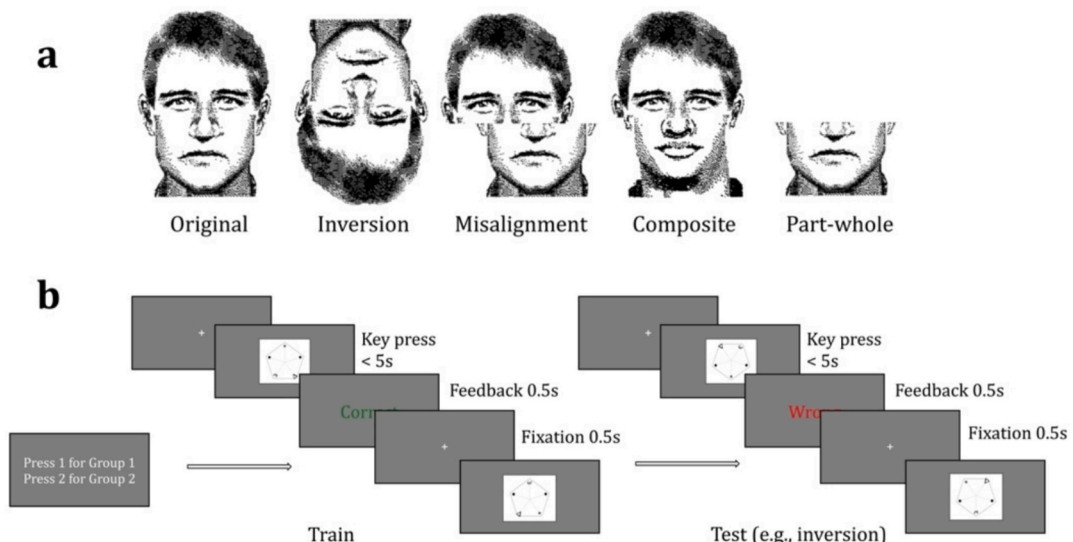 a
Original
Inversion
Misalignment
Composite
Part-whole
b
Press 1 for Group 1
Press 2 for Group 2
Key press
< 5s
Feedback 0.5s
Fixation 0.5s
Train
Key press
< 5s
Feedback 0.5s
Fixation 0.5s
Test (e.g., inversion)